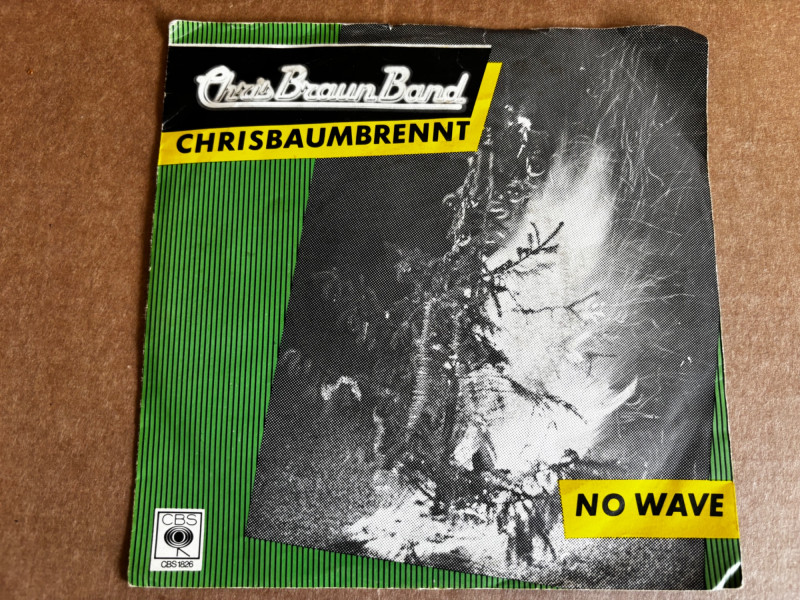 Chris Braun Band
CHRISBAUMBRENNT
NO WAVE
CBS
CBS 1826